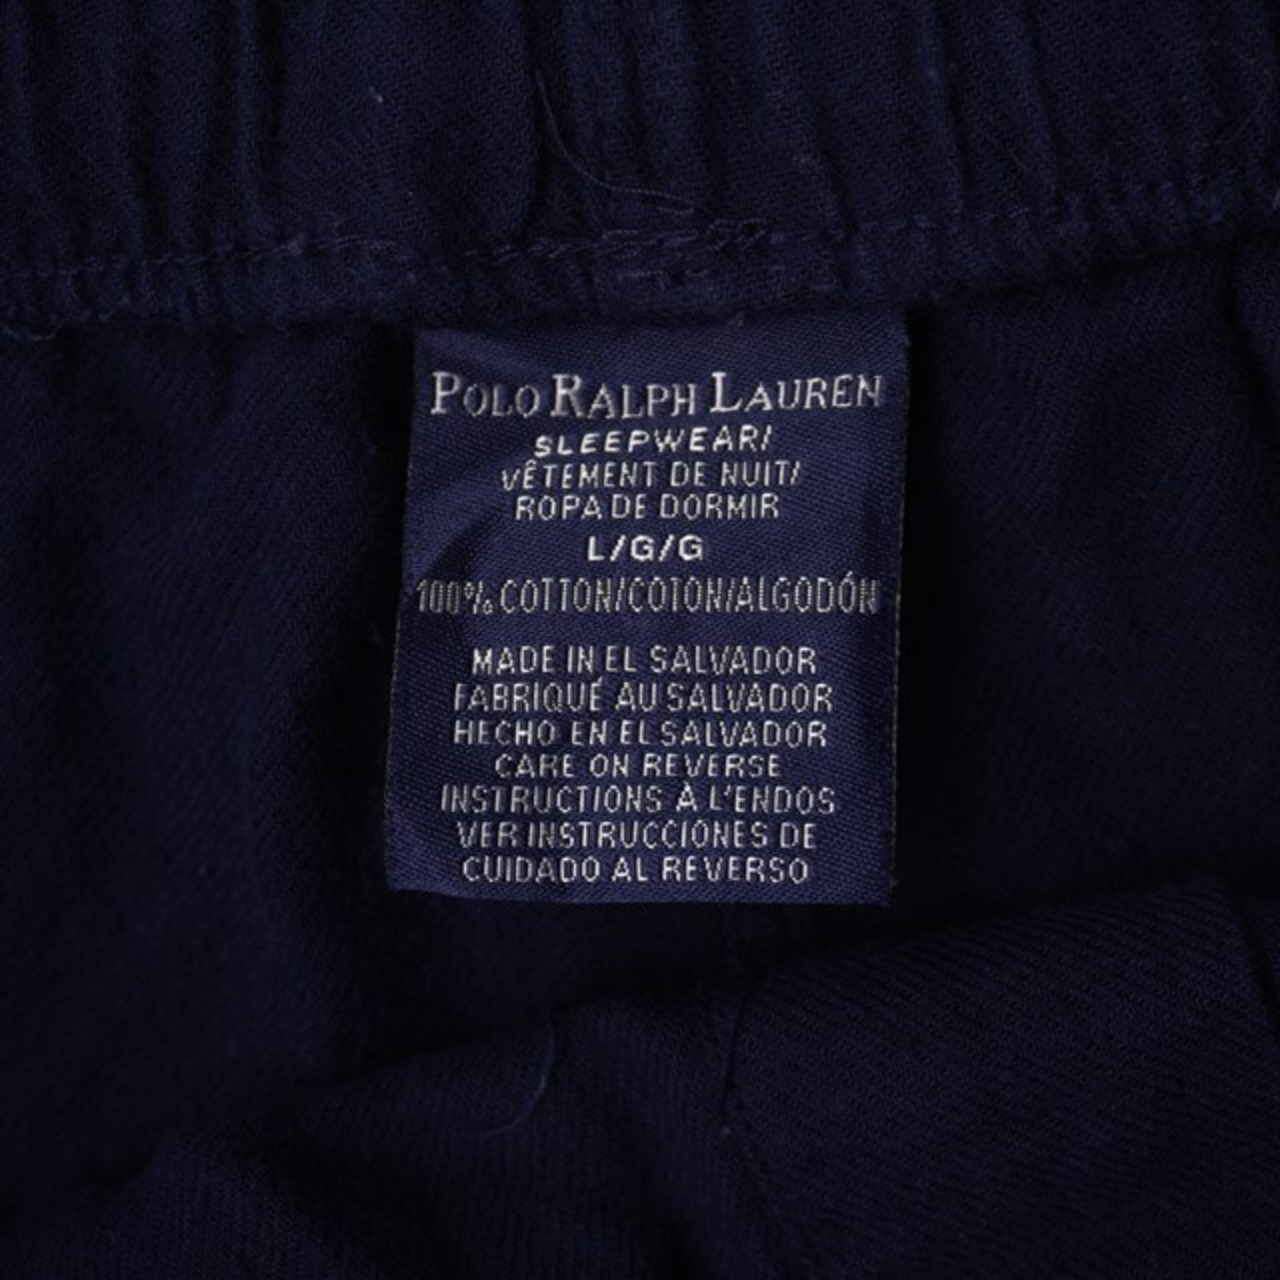 POLO RALPH LAUREN
SLEEPWEAR/
VÊTEMENT DE NUIT/
ROPA DE DORMIR
L/G/G
100% COTTON/COTON/ALGODÓN
MADE IN EL SALVADOR
FABRIQUÉ AU SALVADOR
HECHO EN EL SALVADOR
CARE ON REVERSE
INSTRUCTIONS À L'ENDOS
VER INSTRUCCIONES DE
CUIDADO AL REVERSO